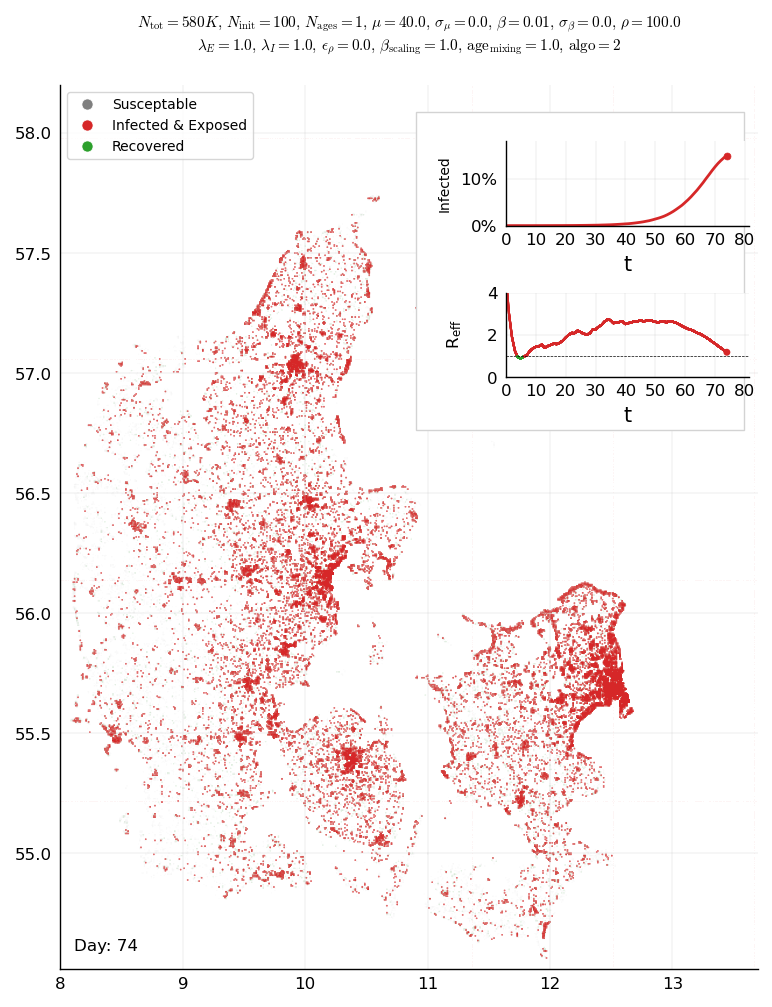 N_tot = 580K, N_init = 100, N_ages = 1, μ = 40.0, σ_μ = 0.0, β = 0.01, σ_β = 0.0, ρ = 100.0
λ_E = 1.0, λ_I = 1.0, ϵ_ρ = 0.0, β_scaling = 1.0, age_mixing = 1.0, algo = 2
Susceptable
Infected & Exposed
Recovered
58.0
57.5
57.0
56.5
56.0
55.5
55.0
8 9 10 11 12 13
Infected
10%
0%
0 10 20 30 40 50 60 70 80
t
R_eff
4
2
0
0 10 20 30 40 50 60 70 80
t
Day: 74